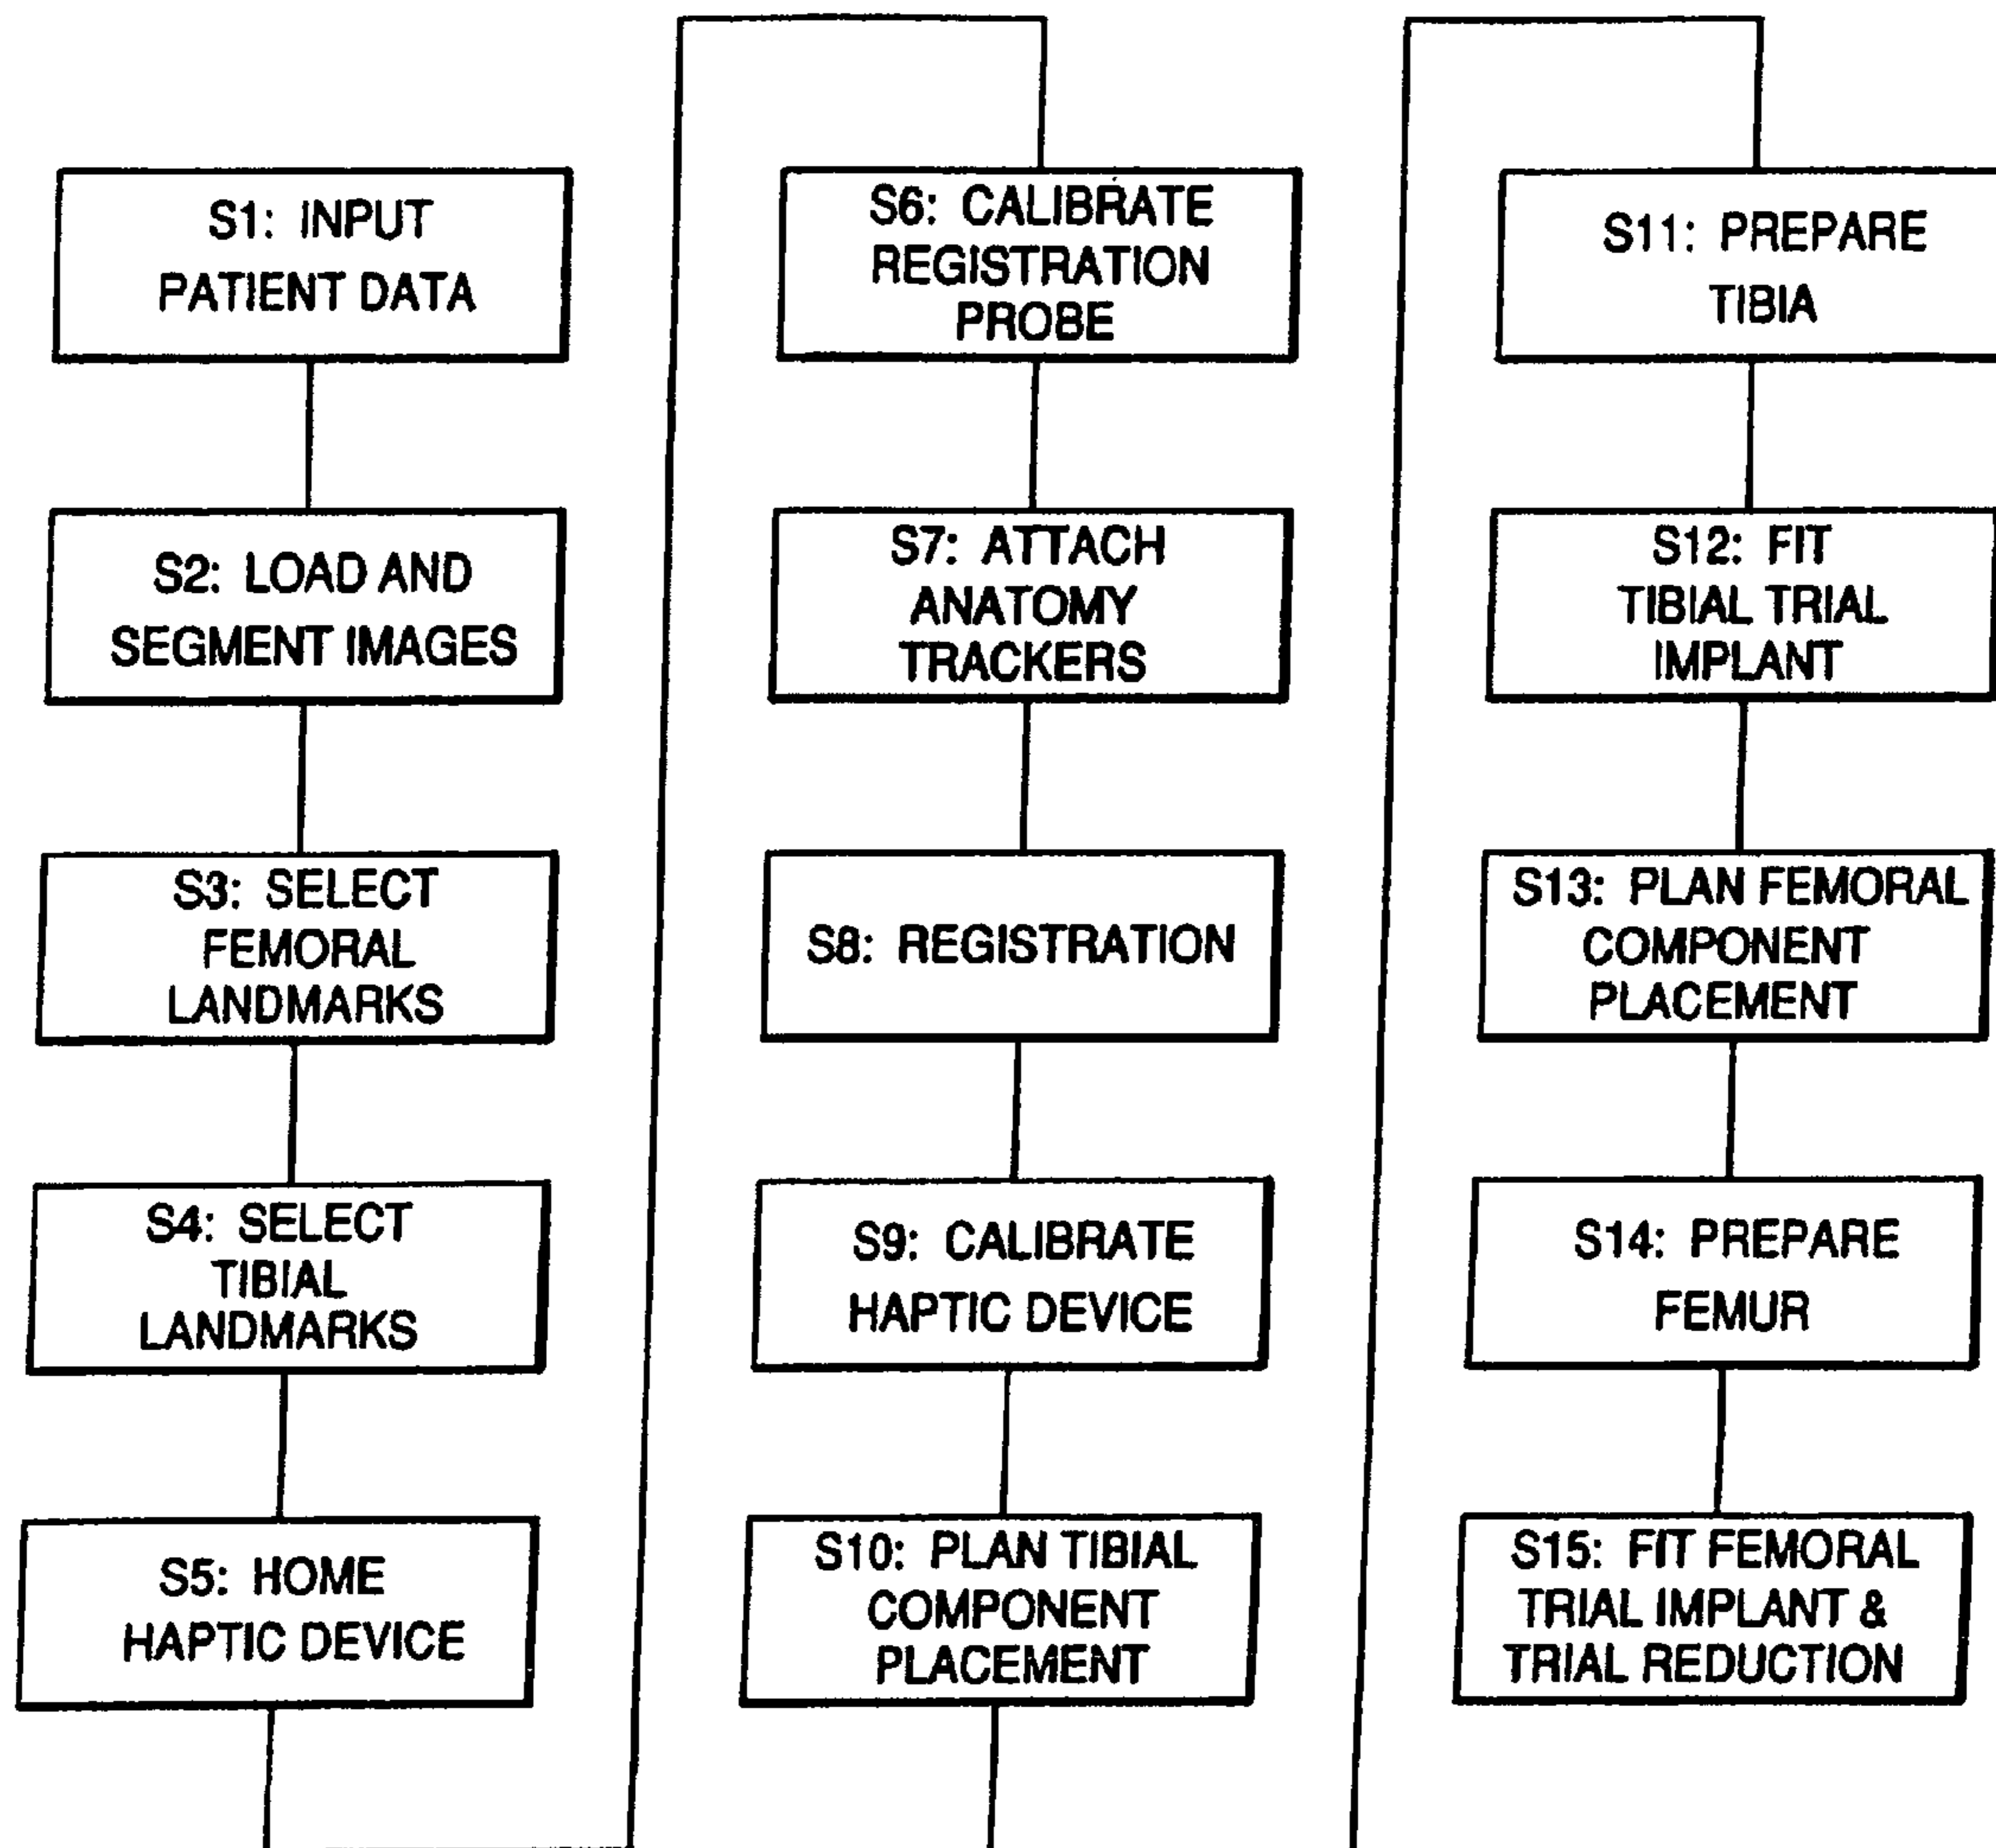 S1: INPUT
PATIENT DATA
S2: LOAD AND
SEGMENT IMAGES
S3: SELECT
FEMORAL
LANDMARKS
S4: SELECT
TIBIAL
LANDMARKS
S5: HOME
HAPTIC DEVICE
S6: CALIBRATE
REGISTRATION
PROBE
S7: ATTACH
ANATOMY
TRACKERS
S8: REGISTRATION
S9: CALIBRATE
HAPTIC DEVICE
S10: PLAN TIBIAL
COMPONENT
PLACEMENT
S11: PREPARE
TIBIA
S12: FIT
TIBIAL TRIAL
IMPLANT
S13: PLAN FEMORAL
COMPONENT
PLACEMENT
S14: PREPARE
FEMUR
S15: FIT FEMORAL
TRIAL IMPLANT &
TRIAL REDUCTION